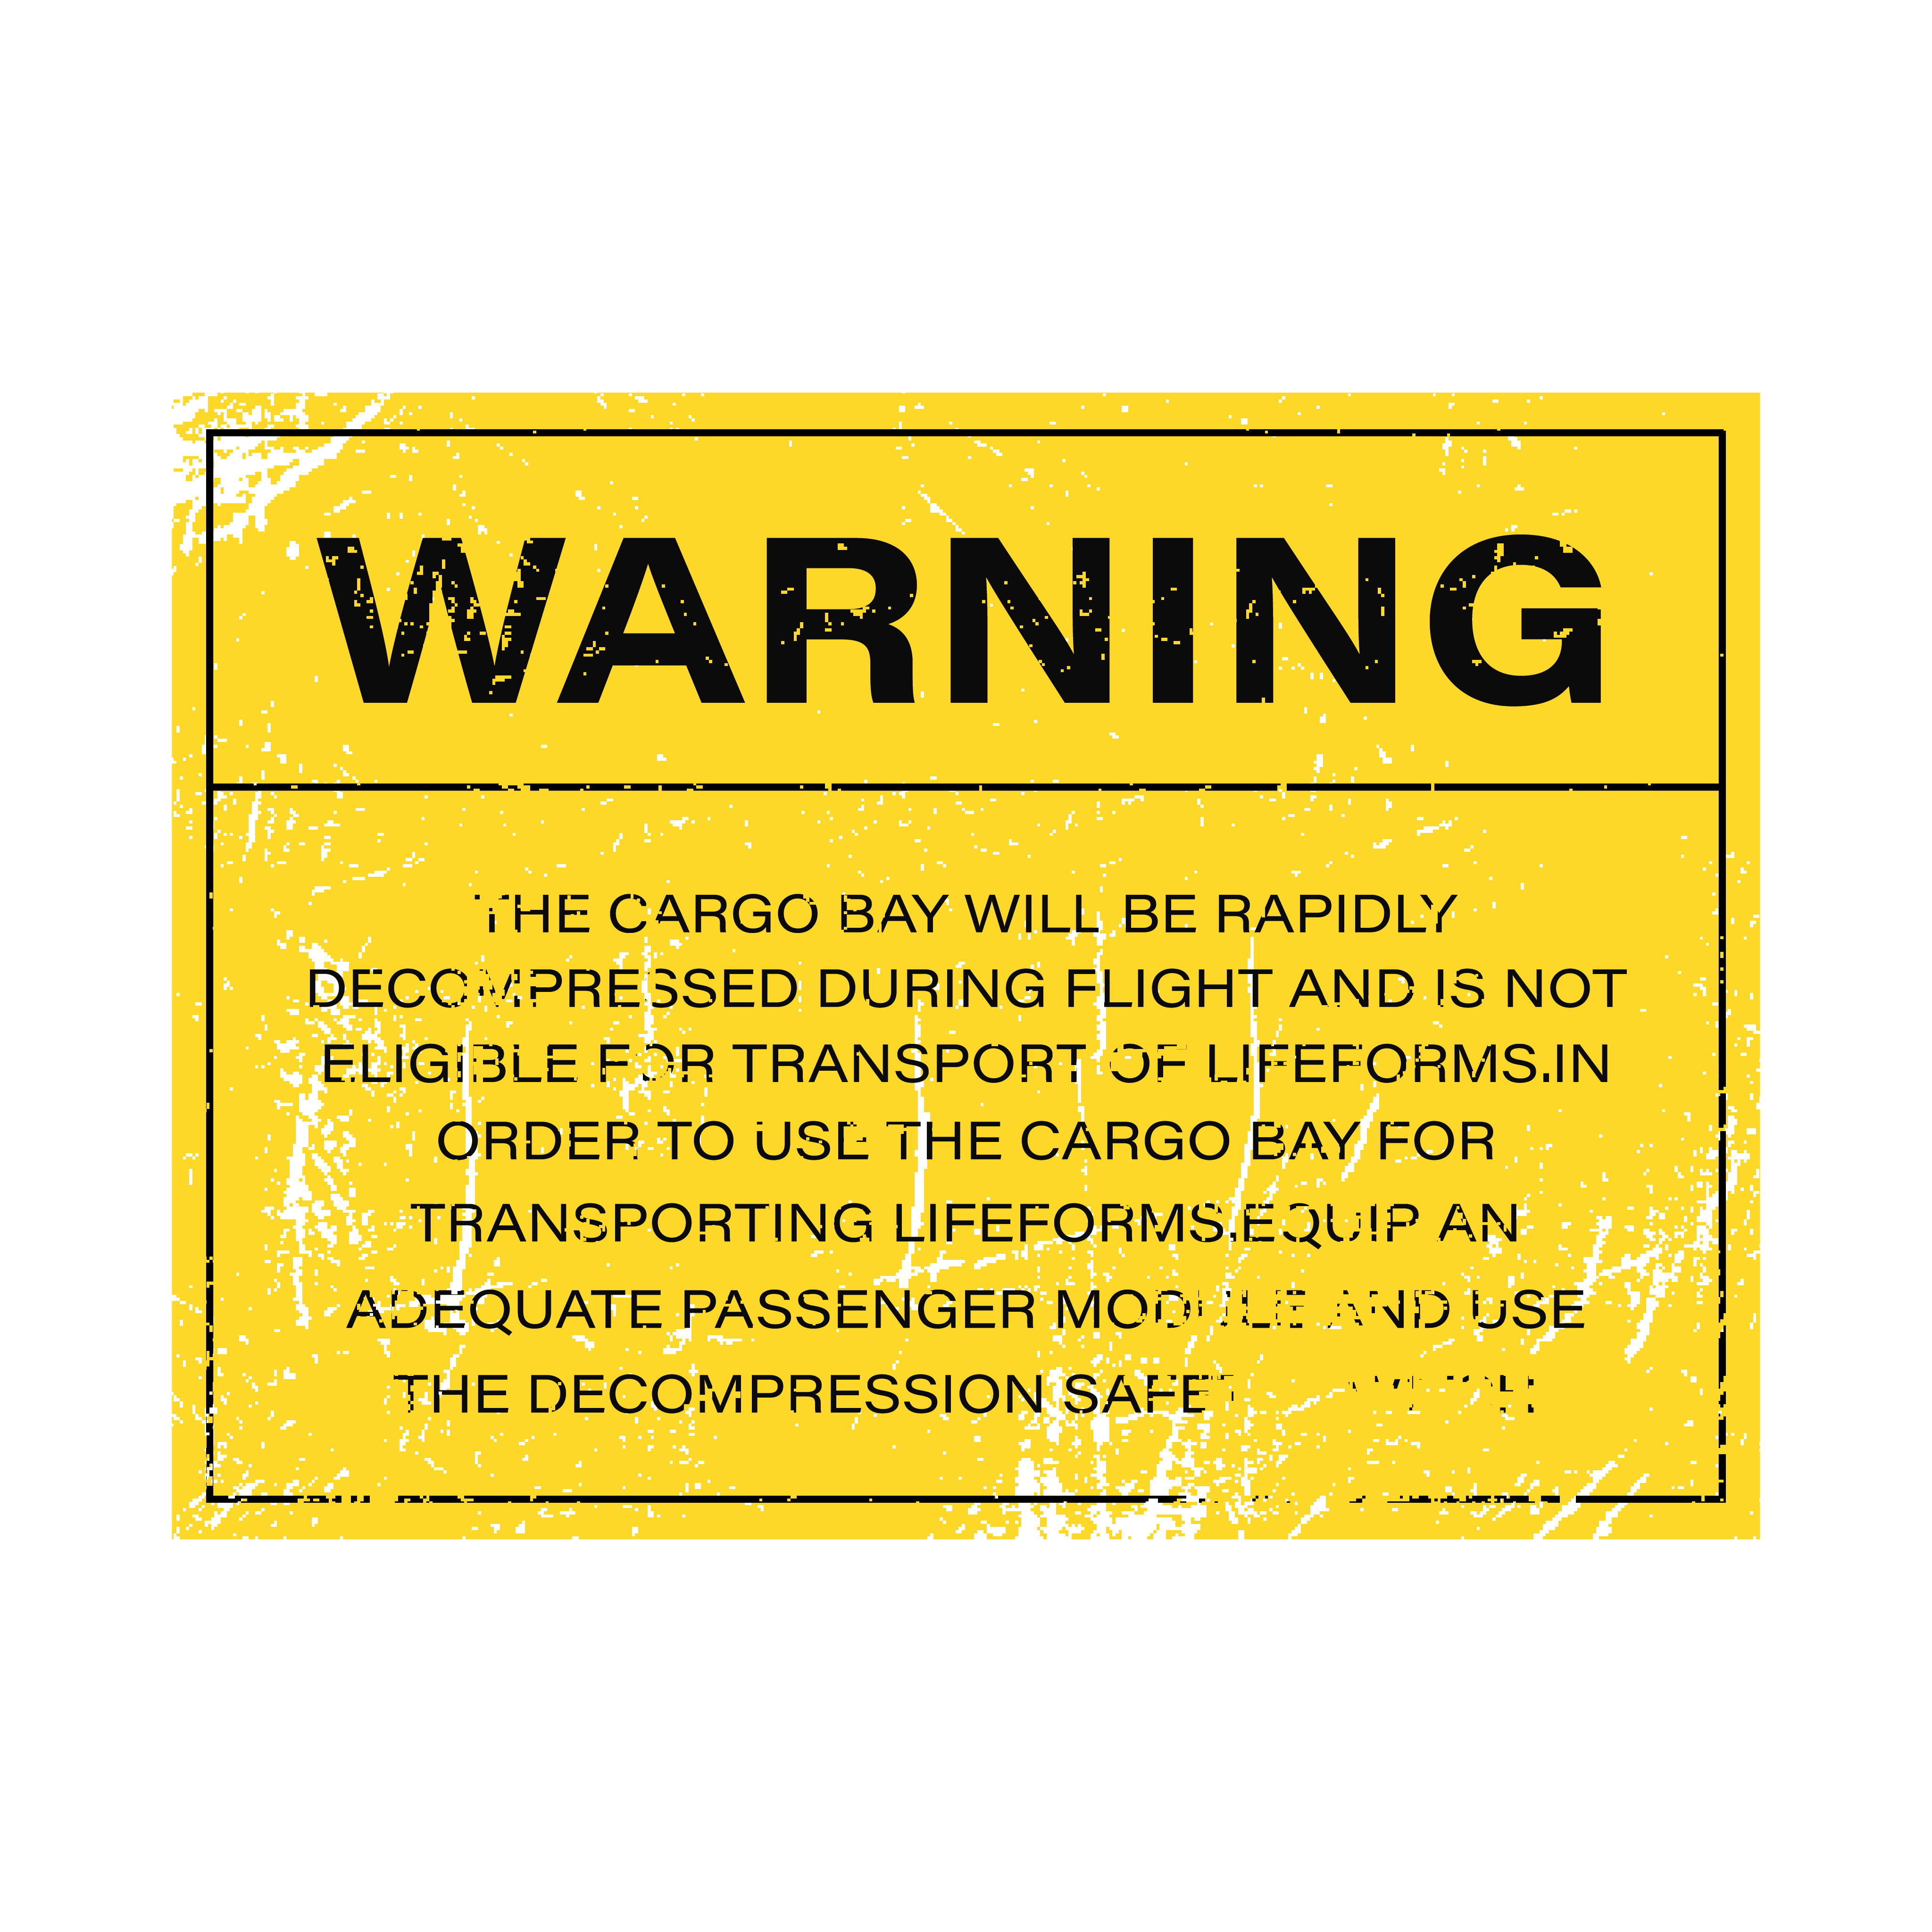 WARNING
THE CARGO BAY WILL BE RAPIDLY
DECOMPRESSED DURING FLIGHT AND IS NOT
ELIGIBLE FOR TRANSPORT OF LIFEFORMS.IN
ORDER TO USE THE CARGO BAY FOR
TRANSPORTING LIFEFORMS.EQUIP AN
ADEQUATE PASSENGER MODULE AND USE
THE DECOMPRESSION